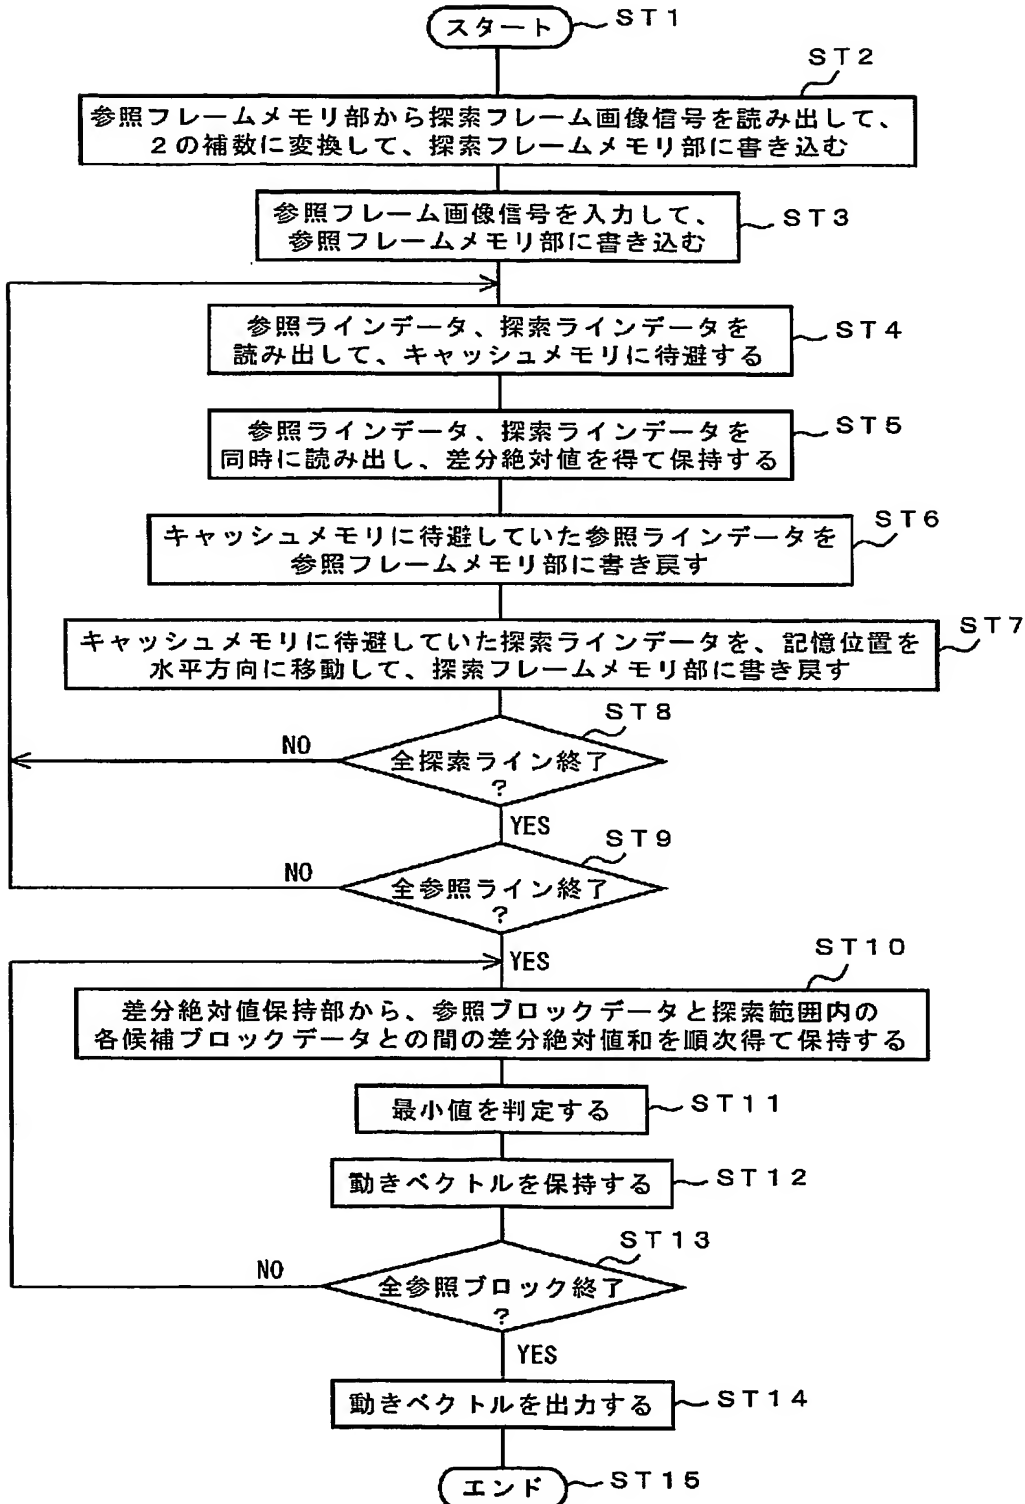 スタート
ST1
ST2
参照フレームメモリ部から探索フレーム画像信号を読み出して、
2の補数に変換して、探索フレームメモリ部に書き込む
参照フレーム画像信号を入力して、
参照フレームメモリ部に書き込む
ST3
参照ラインデータ、探索ラインデータを
読み出して、キャッシュメモリに待避する
ST4
参照ラインデータ、探索ラインデータを
同時に読み出し、差分絶対値を得て保持する
ST5
キャッシュメモリに待避していた参照ラインデータを
参照フレームメモリ部に書き戻す
ST6
キャッシュメモリに待避していた探索ラインデータを、記憶位置を
水平方向に移動して、探索フレームメモリ部に書き戻す
ST7
ST8
NO
全探索ライン終了
?
YES
ST9
NO
全参照ライン終了
?
YES
ST10
差分絶対値保持部から、参照ブロックデータと探索範囲内の
各候補ブロックデータとの間の差分絶対値和を順次得て保持する
最小値を判定する
ST11
動きベクトルを保持する
ST12
ST13
NO
全参照ブロック終了
?
YES
動きベクトルを出力する
ST14
エンド
ST15